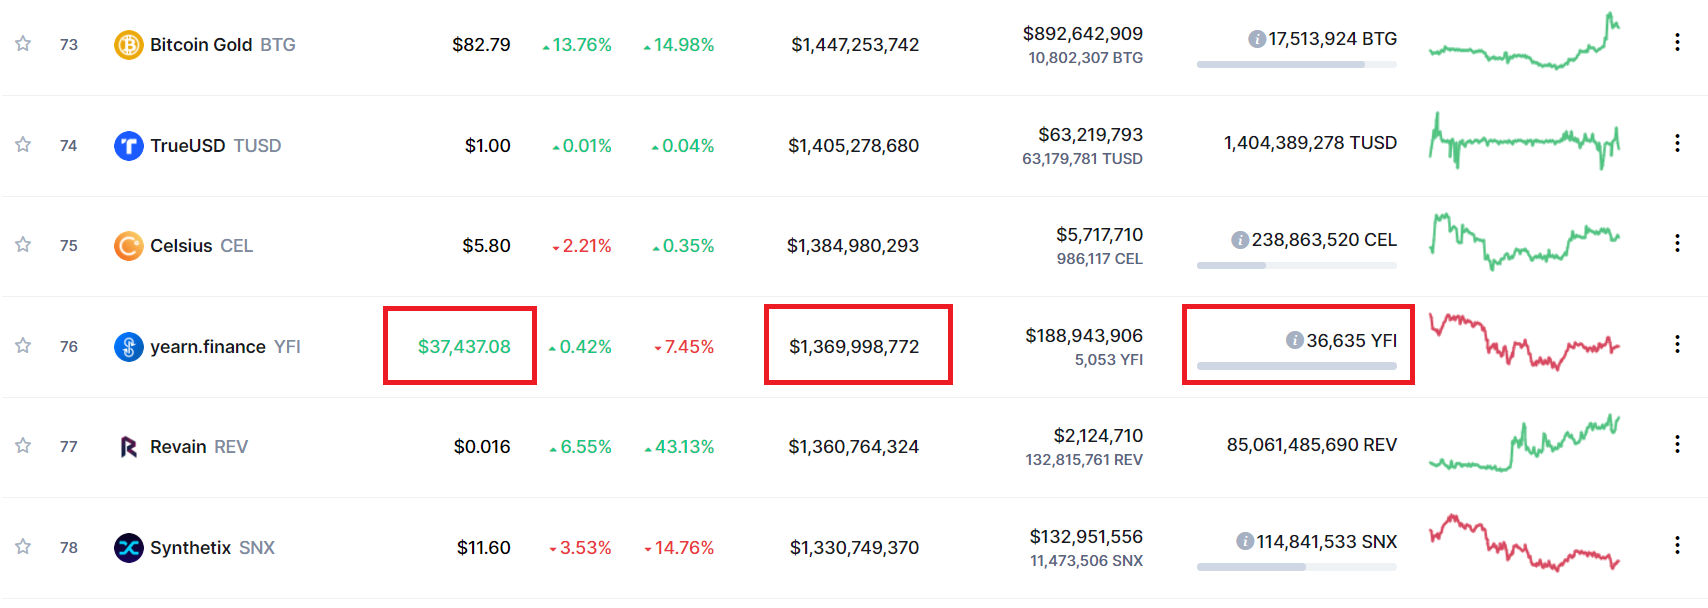 73 Bitcoin Gold BTG $82.79 13.76% 14.98% $1,447,253,742 $892,642,909 17,513,924 BTG
10,802,307 BTG
74 TrueUSD TUSD $1.00 0.01% 0.04% $1,405,278,680 $63,219,793 1,404,389,278 TUSD
63,179,781 TUSD
75 Celsius CEL $5.80 2.21% 0.35% $1,384,980,293 $5,717,710 238,863,520 CEL
986,117 CEL
76 yearn.finance YFI $37,437.08 0.42% 7.45% $1,369,998,772 $188,943,906 36,635 YFI
5,053 YFI
77 Revain REV $0.016 6.55% 43.13% $1,360,764,324 $2,124,710 85,061,485,690 REV
132,815,761 REV
78 Synthetix SNX $11.60 3.53% 14.76% $1,330,749,370 $132,951,556 114,841,533 SNX
11,473,506 SNX